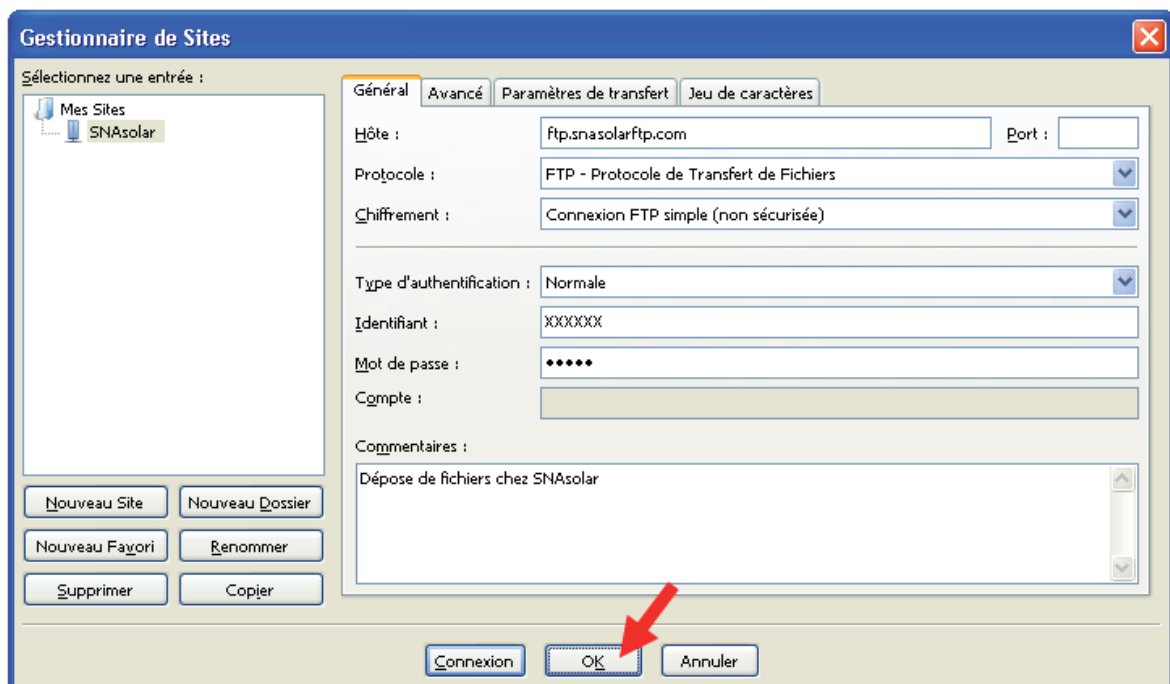 Gestionnaire de Sites
Sélectionnez une entrée :
Mes Sites
SNAsolar
Nouveau Site Nouveau Dossier
Nouveau Favori Renommer
Supprimer Copier
Général Avancé Paramètres de transfert Jeu de caractères
Hôte : ftp.snasolarftp.com Port :
Protocole : FTP - Protocole de Transfert de Fichiers
Chiffrement : Connexion FTP simple (non sécurisée)
Type d'authentification : Normale
Identifiant : XXXXXX
Mot de passe : •••••
Compte :
Commentaires :
Dépose de fichiers chez SNAsolar
Connexion OK Annuler